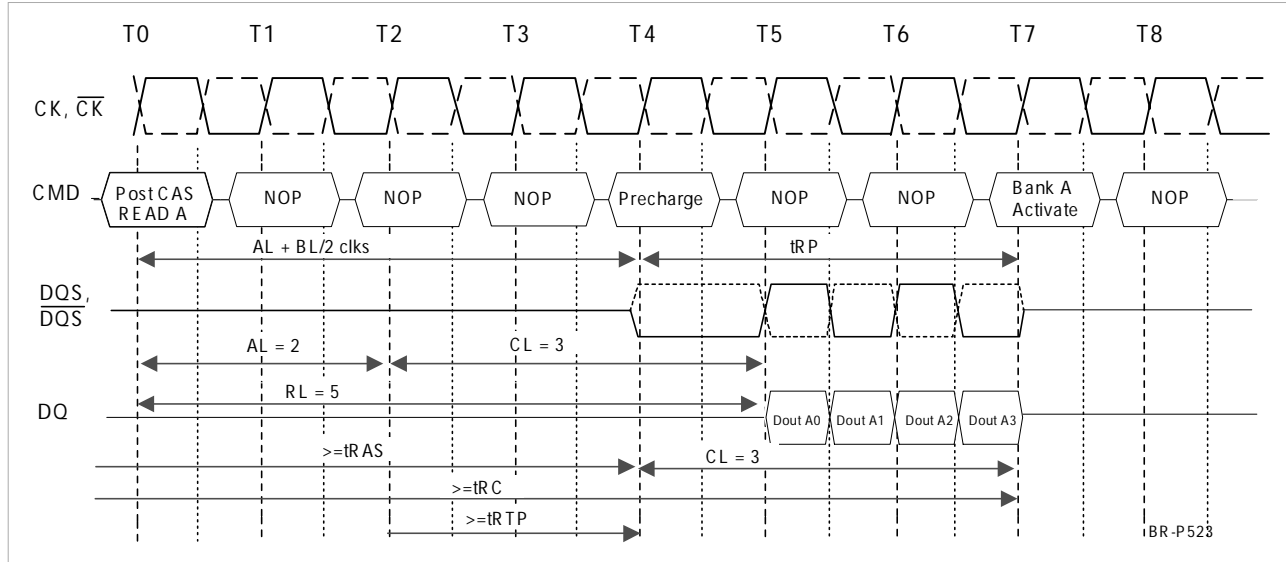 T0 T1 T2 T3 T4 T5 T6 T7 T8
CK, CK
CMD
Post CAS
READ A
NOP
NOP
NOP
Precharge
NOP
NOP
Bank A
Activate
NOP
AL + BL/2 clks
tRP
DQS,
DQS
AL = 2
CL = 3
RL = 5
DQ
Dout A0
Dout A1
Dout A2
Dout A3
>=tRAS
CL = 3
>=tRC
>=tRTP
BR-P523